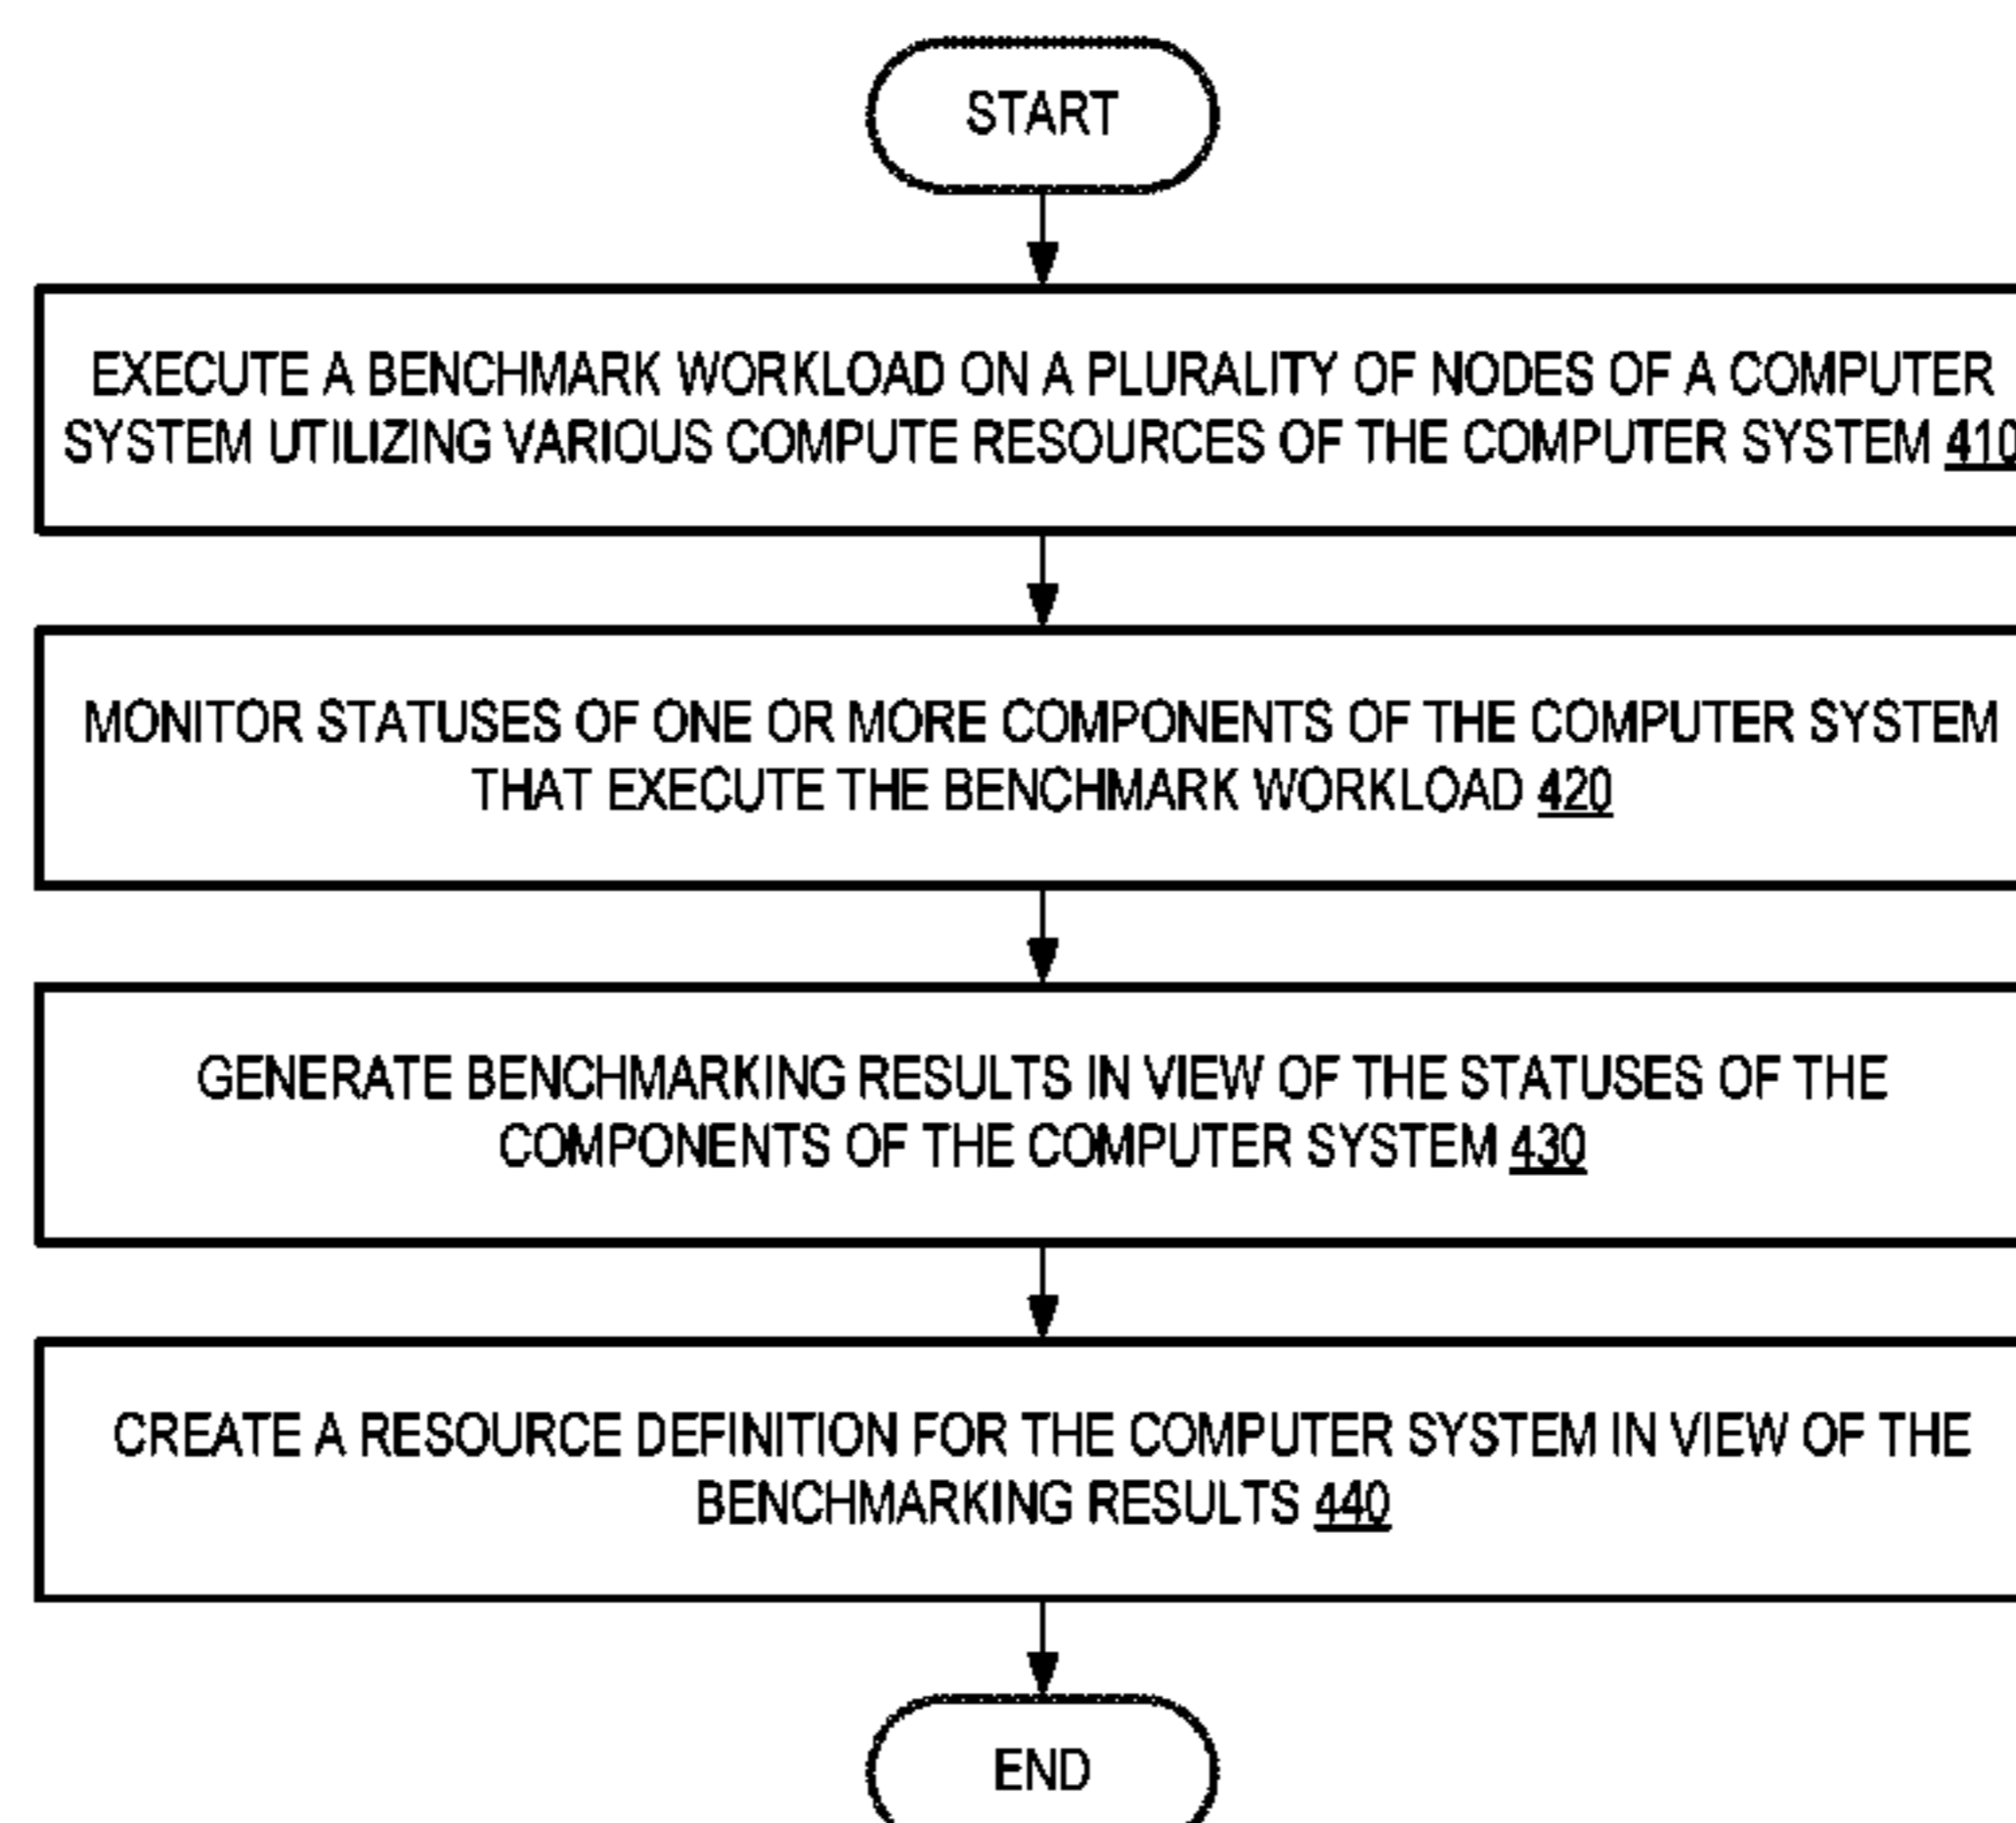 START
EXECUTE A BENCHMARK WORKLOAD ON A PLURALITY OF NODES OF A COMPUTER
SYSTEM UTILIZING VARIOUS COMPUTE RESOURCES OF THE COMPUTER SYSTEM 410
MONITOR STATUSES OF ONE OR MORE COMPONENTS OF THE COMPUTER SYSTEM
THAT EXECUTE THE BENCHMARK WORKLOAD 420
GENERATE BENCHMARKING RESULTS IN VIEW OF THE STATUSES OF THE
COMPONENTS OF THE COMPUTER SYSTEM 430
CREATE A RESOURCE DEFINITION FOR THE COMPUTER SYSTEM IN VIEW OF THE
BENCHMARKING RESULTS 440
END